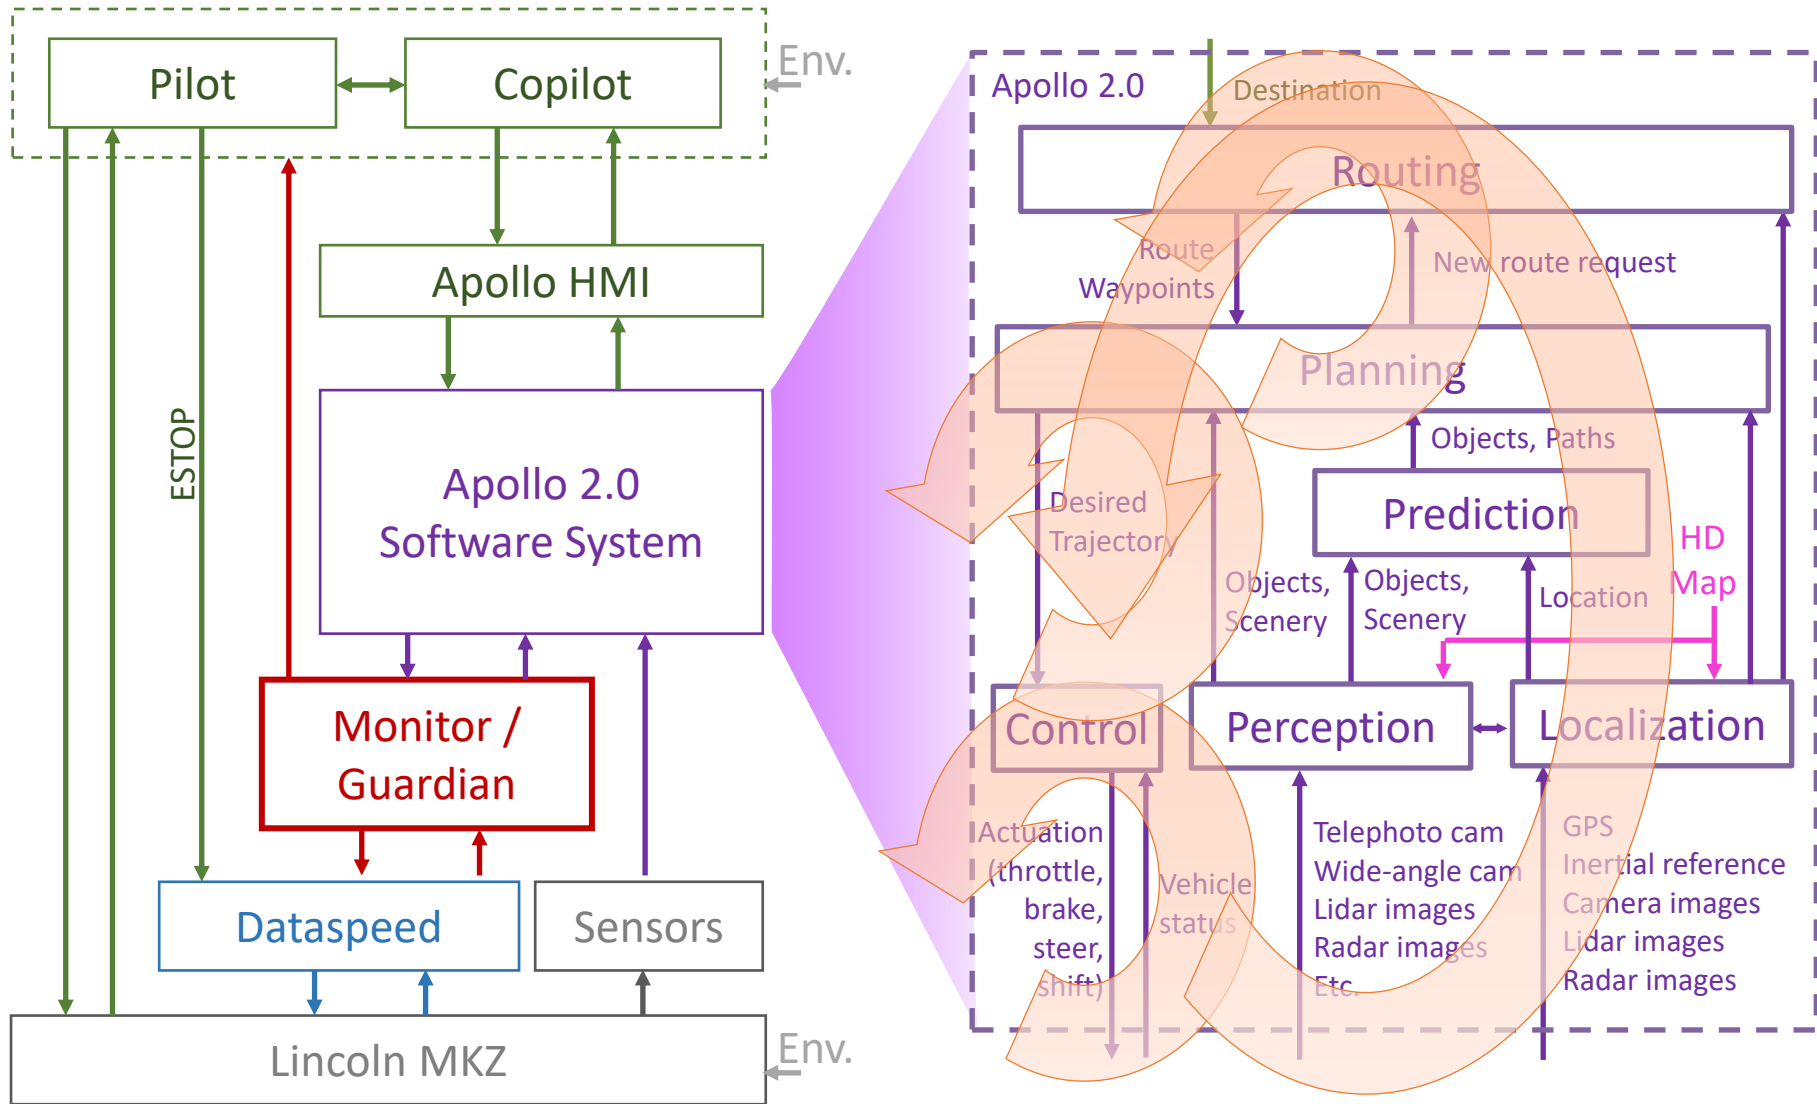 Pilot
Copilot
Env.
Apollo HMI
ESTOP
Apollo 2.0
Software System
Monitor /
Guardian
Dataspeed
Sensors
Lincoln MKZ
Env.
Apollo 2.0
Destination
Routing
Route
Waypoints
New route request
Planning
Objects, Paths
Desired
Trajectory
Prediction
HD
Map
Objects,
Scenery
Objects,
Scenery
Location
Control
Perception
Localization
Actuation
(throttle,
brake,
steer,
shift)
Vehicle
status
Telephoto cam
Wide-angle cam
Lidar images
Radar images
Etc.
GPS
Inertial reference
Camera images
Lidar images
Radar images